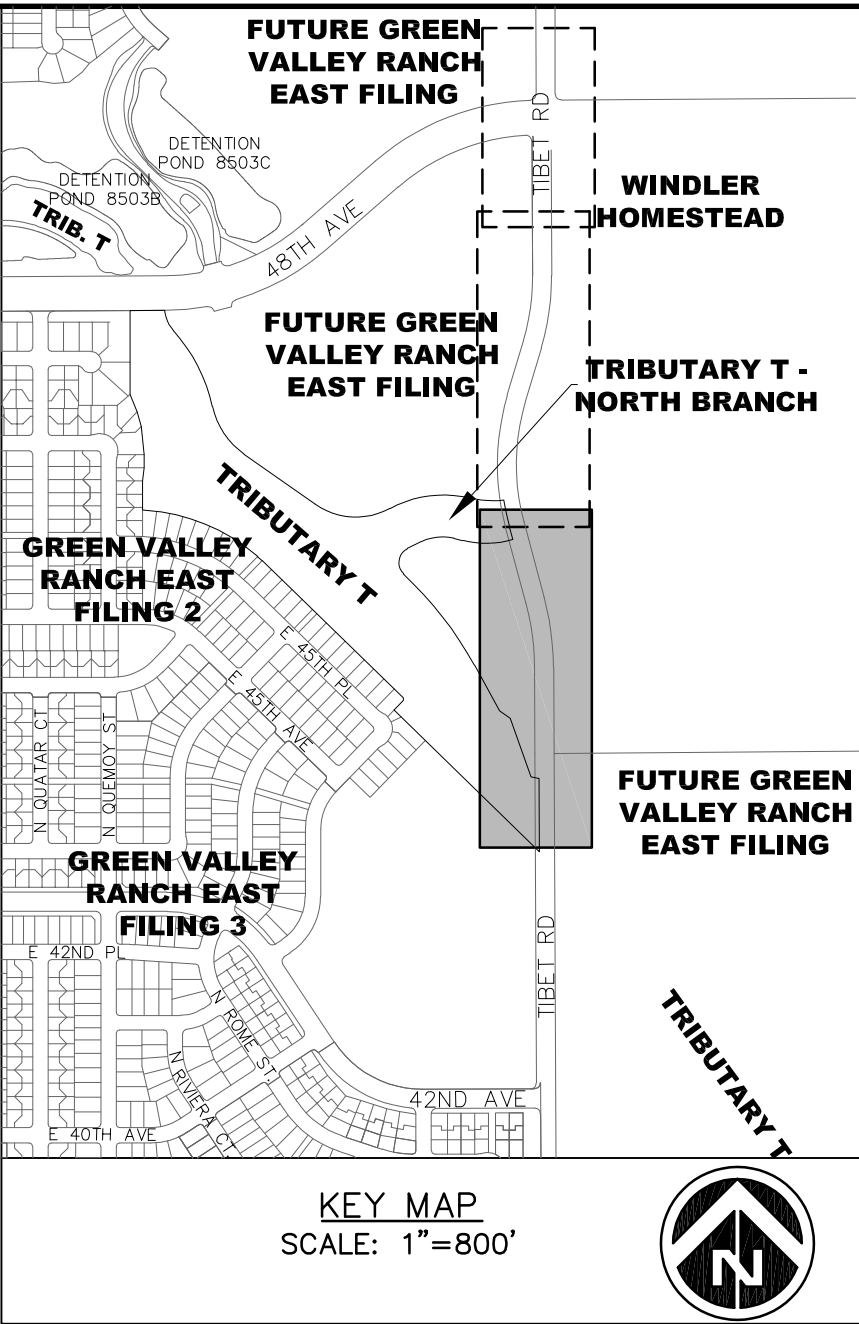 FUTURE GREEN
VALLEY RANCH
EAST FILING
TIBET RD
DETENTION
POND 8503C
DETENTION
POND 8503B
TRIB. T
48TH AVE
WINDLER
HOMESTEAD
FUTURE GREEN
VALLEY RANCH
EAST FILING
TRIBUTARY T -
NORTH BRANCH
TRIBUTARY T
GREEN VALLEY
RANCH EAST
FILING 2
E 45TH PL
E 45TH AVE
N QUATAR CT
N QUEMOY ST
FUTURE GREEN
VALLEY RANCH
EAST FILING
GREEN VALLEY
RANCH EAST
FILING 3
E 42ND PL
N ROME ST.
N RIVIERA CT.
TIBET RD
TRIBUTARY T
42ND AVE
E 40TH AVE
KEY MAP
SCALE: 1"=800'
N